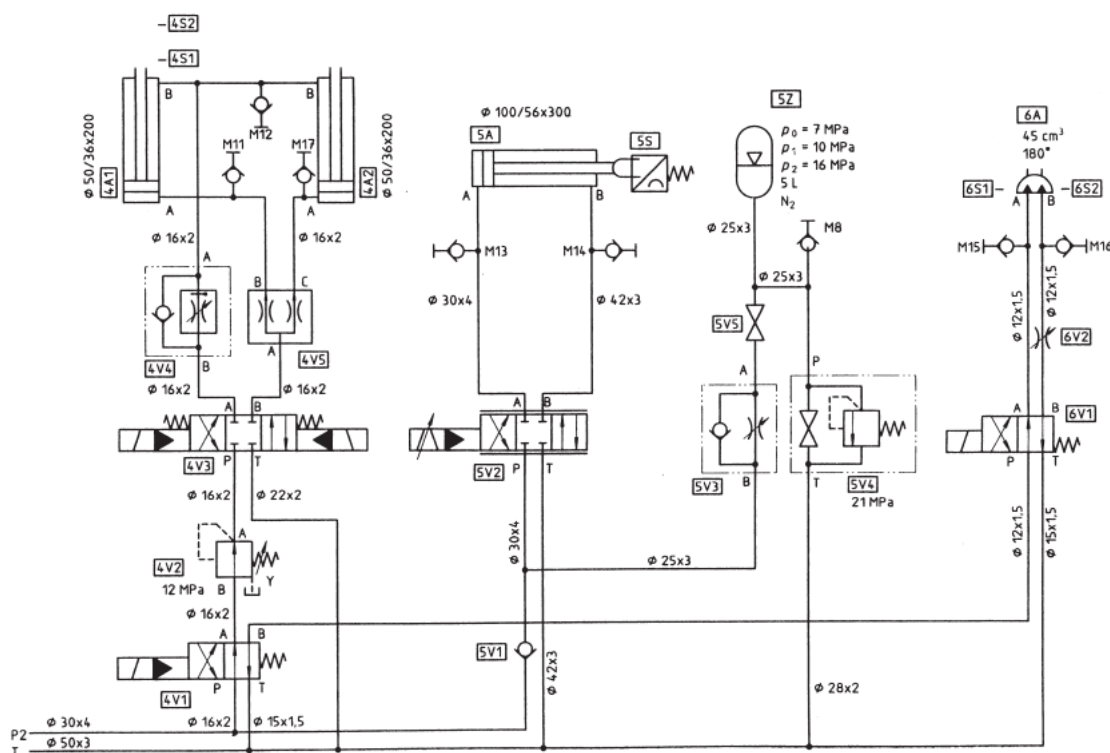 4S2
4S1
B
B
M12
M11
M17
Ø 50/36x200
4A1
4A2
Ø 50/36x200
A
A
Ø 16x2
Ø 16x2
A
B
C
B
A
4V4
4V5
Ø 16x2
Ø 16x2
A
B
4V3
P
T
Ø 16x2
Ø 22x2
4V2
A
12 MPa
B
Y
Ø 16x2
A
B
4V1
P
T
P2
Ø 30x4
Ø 16x2
Ø 15x1,5
T
Ø 50x3
Ø 100/56x300
5A
5S
A
B
M13
M14
Ø 30x4
Ø 42x3
A
B
5V2
P
T
Ø 30x4
Ø 25x3
5V1
Ø 42x3
5Z
p0 = 7 MPa
p1 = 10 MPa
p2 = 16 MPa
5 L
N2
Ø 25x3
M8
Ø 25x3
5V5
A
P
5V3
B
T
5V4
21 MPa
Ø 28x2
6A
45 cm³
180°
6S1
A
B
6S2
M15
M16
Ø 12x1,5
Ø 12x1,5
6V2
A
B
6V1
P
T
Ø 12x1,5
Ø 15x1,5